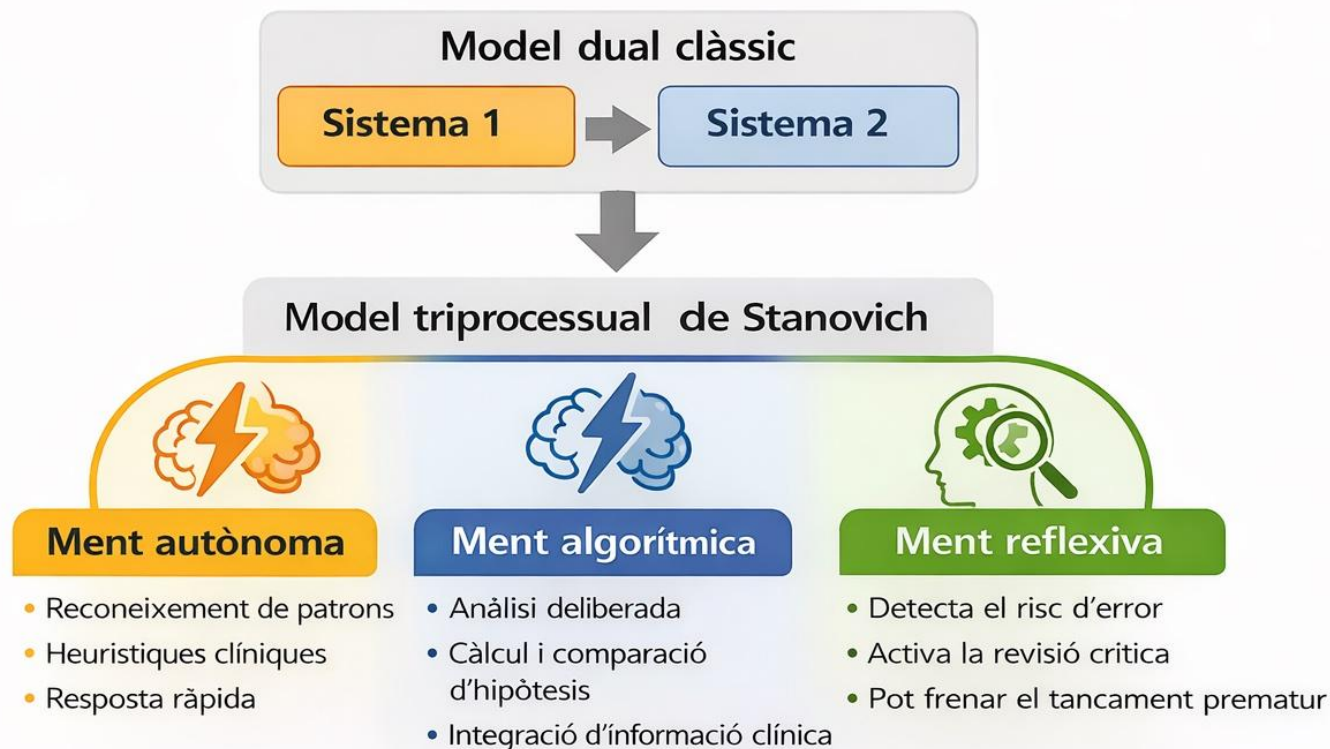 Model dual clàssic
Sistema 1
Sistema 2
Model triprocessual de Stanovich
Ment autònoma
• Reconeixement de patrons
• Heuristiques clíniques
• Resposta ràpida
Ment algorítmica
• Anàlisi deliberada
• Càlcul i comparació
d'hipòtesis
• Integració d'informació clínica
Ment reflexiva
• Detecta el risc d'error
• Activa la revisió critica
• Pot frenar el tancament prematur